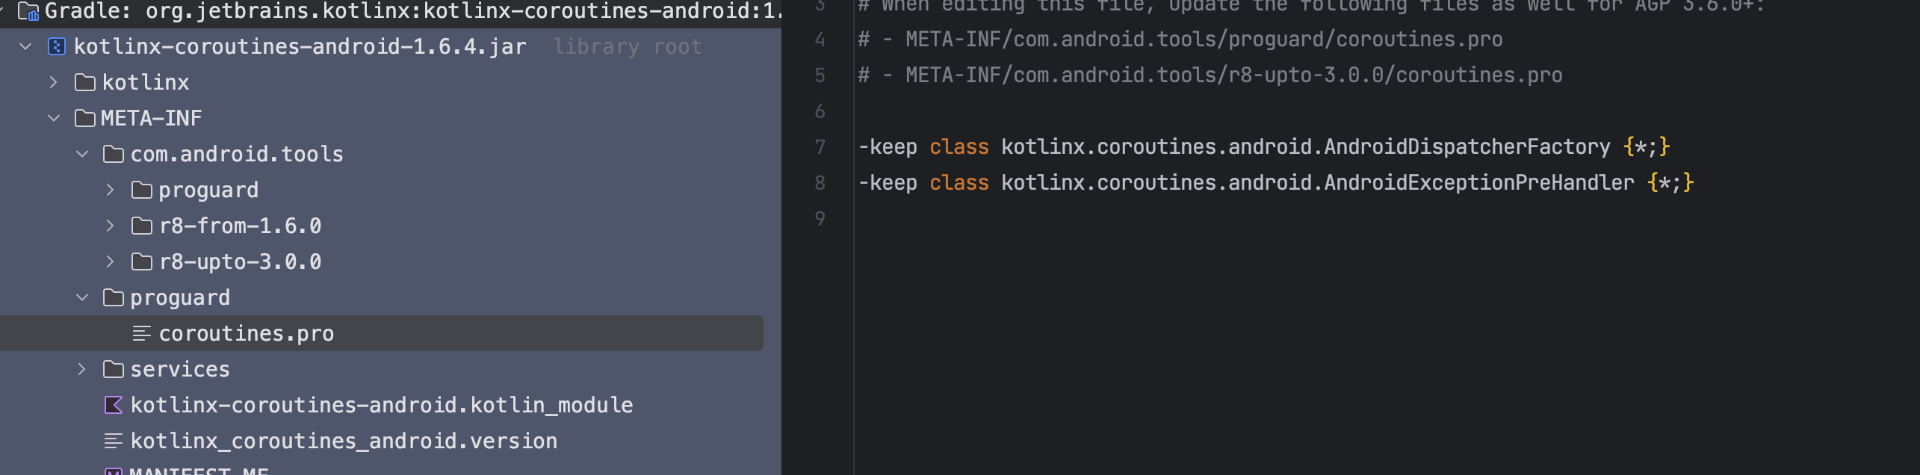 Gradle: org.jetbrains.kotlinx:kotlinx-coroutines-android:1.
kotlinx-coroutines-android-1.6.4.jar library root
kotlinx
META-INF
com.android.tools
proguard
r8-from-1.6.0
r8-upto-3.0.0
proguard
coroutines.pro
services
kotlinx-coroutines-android.kotlin_module
kotlinx_coroutines_android.version
MANIFEST.MF
3 # When editing this file, update the following files as well for AGP 3.6.0+:
4 # - META-INF/com.android.tools/proguard/coroutines.pro
5 # - META-INF/com.android.tools/r8-upto-3.0.0/coroutines.pro
6
7 -keep class kotlinx.coroutines.android.AndroidDispatcherFactory {*;}
8 -keep class kotlinx.coroutines.android.AndroidExceptionPreHandler {*;}
9